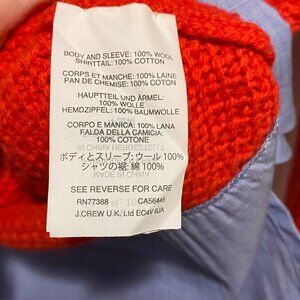 BODY AND SLEEVE: 100% WOOL
SHIRTTAIL: 100% COTTON
CORPS ET MANCHE: 100% LAINE
PAN DE CHEMISE: 100% COTON
HAUPTTEIL UND ÄRMEL:
100% WOLLE
HEMDZIPFEL: 100% BAUMWOLLE
CORPO E MANICA: 100% LANA
FALDA DELLA CAMICIA:
100% COTONE
ボディとスリーブ: ウール 100%
シャツの裾: 綿 100%
MADE IN CHINA
SEE REVERSE FOR CARE
RN77388 CA56445
J.CREW U.K. Ltd EC4V 6JA